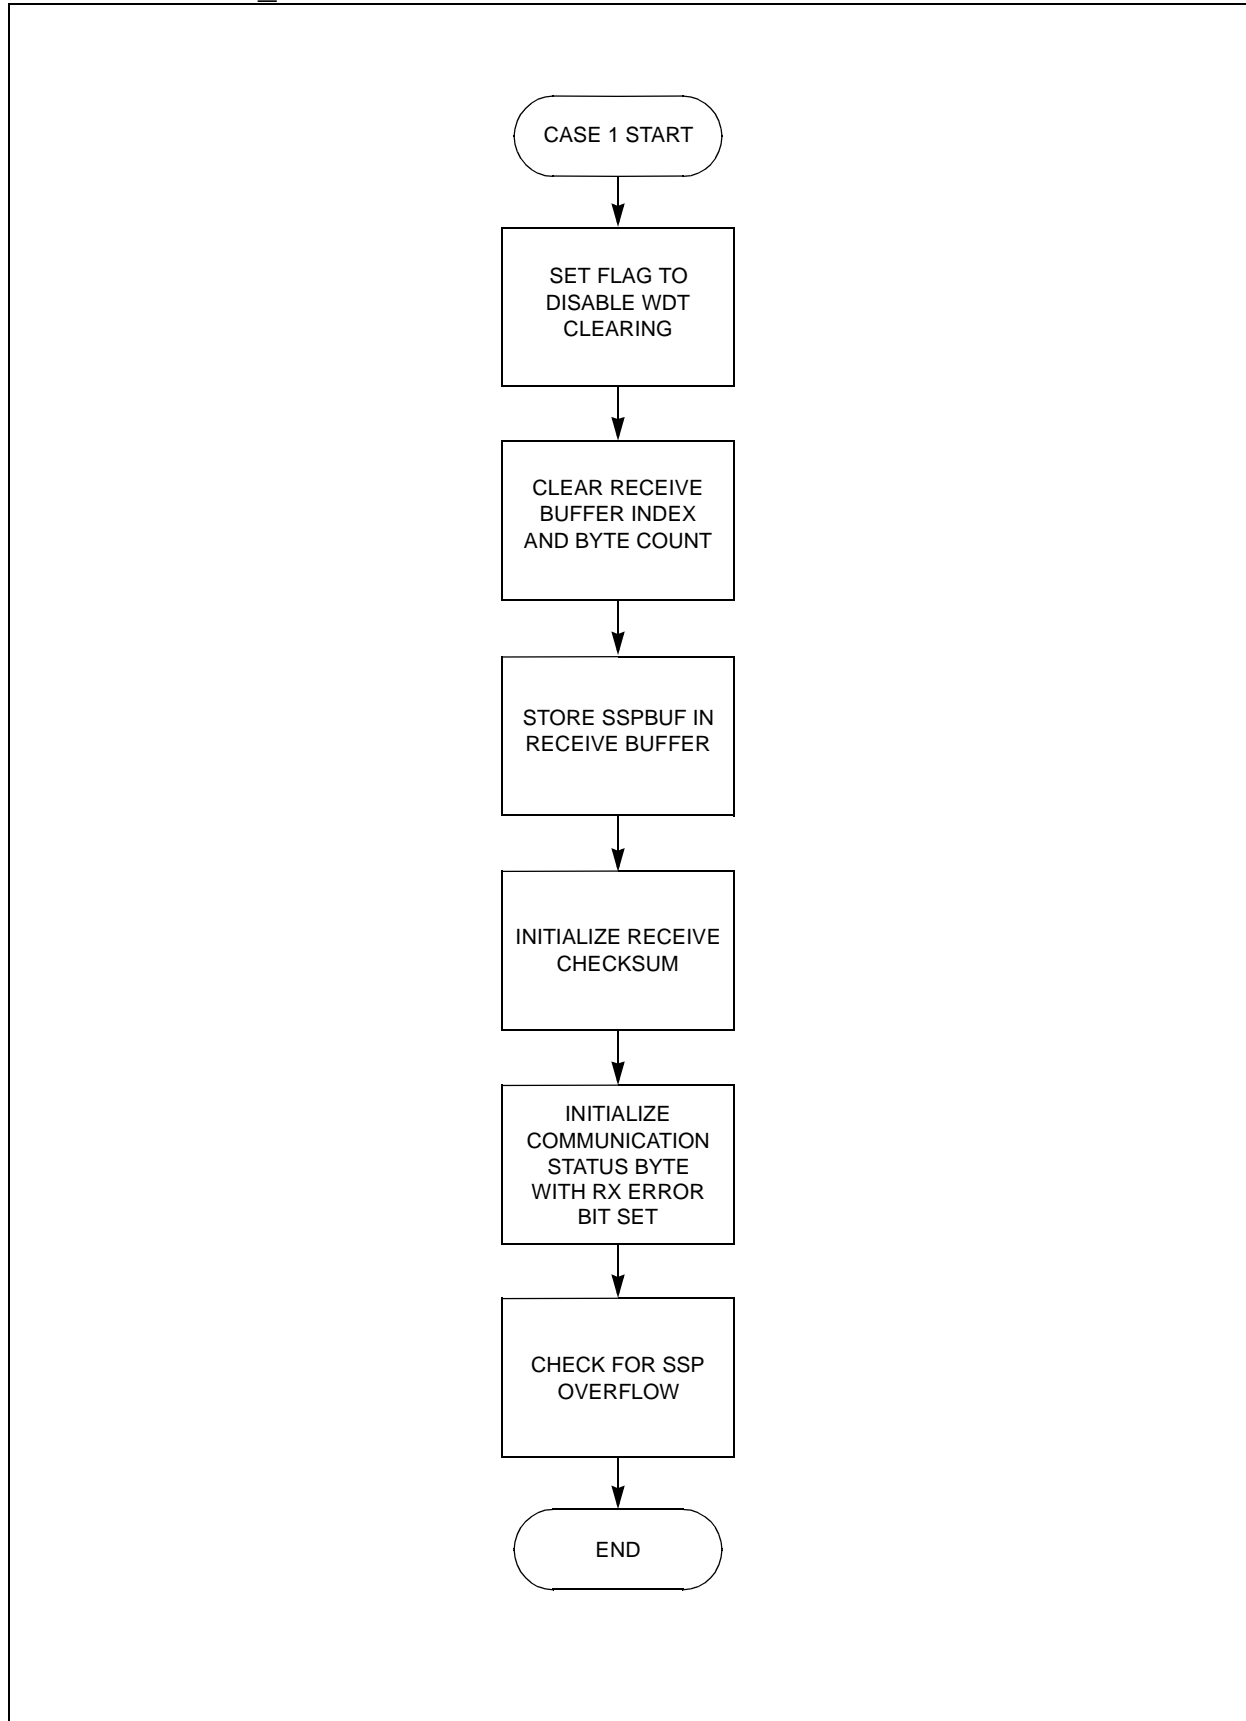 CASE 1 START
SET FLAG TO
DISABLE WDT
CLEARING
CLEAR RECEIVE
BUFFER INDEX
AND BYTE COUNT
STORE SSPBUF IN
RECEIVE BUFFER
INITIALIZE RECEIVE
CHECKSUM
INITIALIZE
COMMUNICATION
STATUS BYTE
WITH RX ERROR
BIT SET
CHECK FOR SSP
OVERFLOW
END